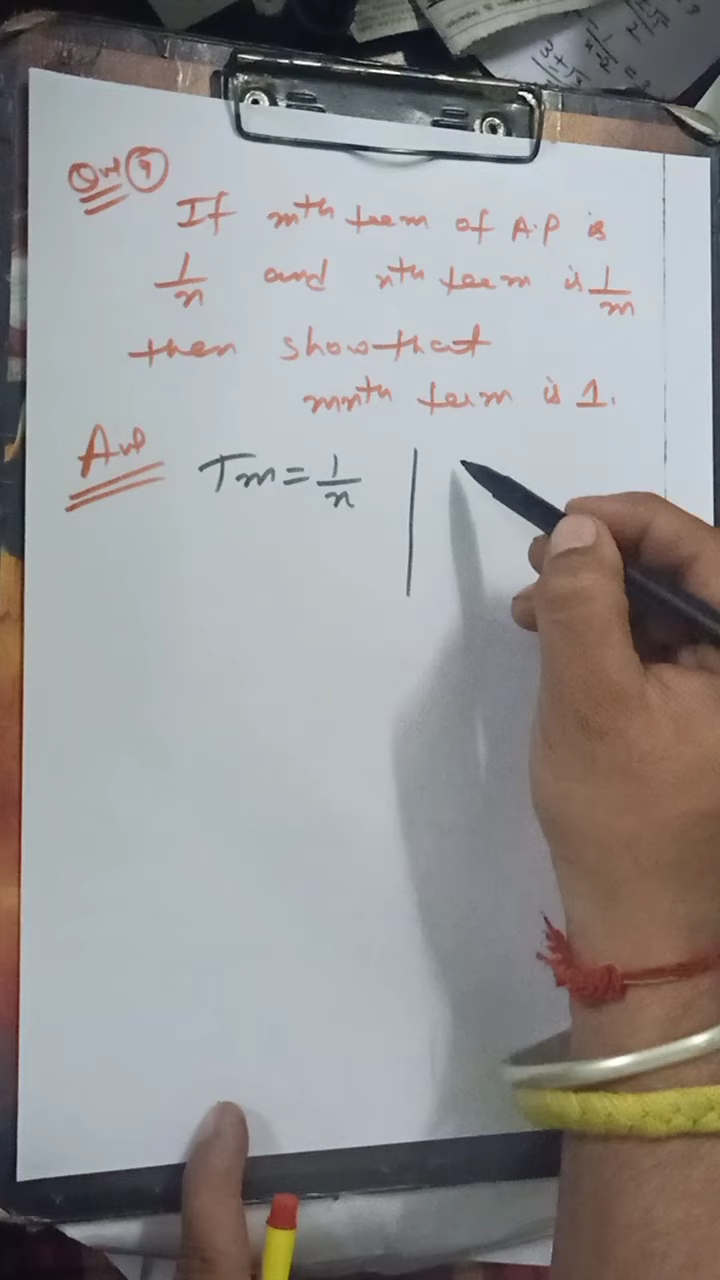 Que 9
If mth term of A.P is
1/n and nth term is 1/m
then show that
mnth term is 1.
Ans Tm = 1/n